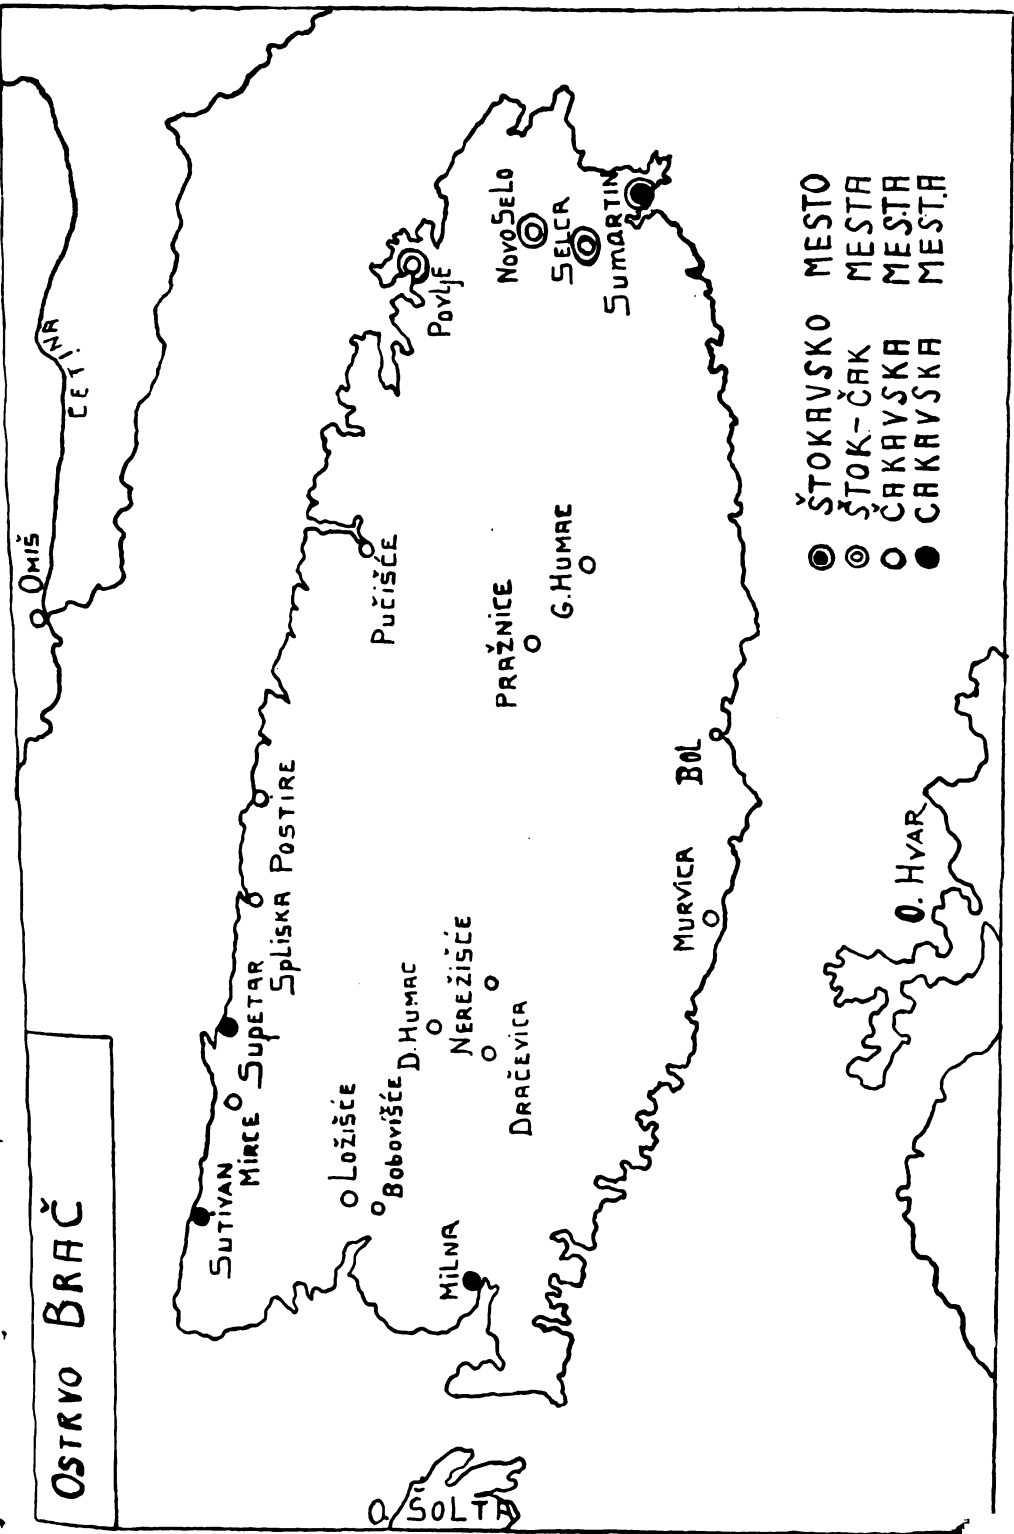 OSTRVO BRAČ
OMIŠ
CETINA
O. ŠOLTA
SUTIVAN
MIRCE
SUPETAR
SPLISKA
POSTIRE
PUČIŠĆE
POVLJE
LOŽIŠĆE
BOBOVIŠĆE
D. HUMAC
NEREŽIŠĆE
DRAČEVICA
MILNA
PRAŽNICE
G. HUMAC
NOVO SELO
SELCA
SUMARTIN
MURVICA
BOL
O. HVAR
ŠTOKAVSKO MESTO
ŠTOK-ČAK MESTA
ČAKAVSKA MESTA
CAKAVSKA MESTA